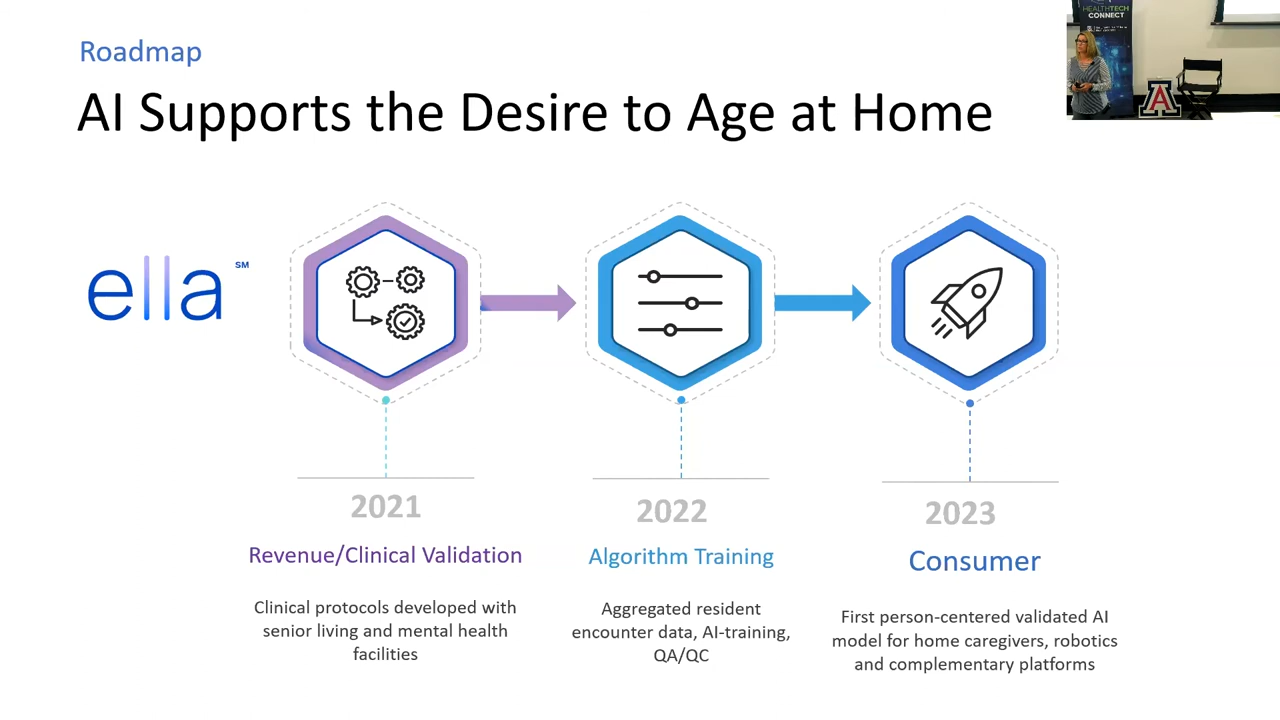 Roadmap
AI Supports the Desire to Age at Home
HEALTHTECH
CONNECT
A
ella SM
2021
2022
2023
Revenue/Clinical Validation
Algorithm Training
Consumer
Clinical protocols developed with
senior living and mental health
facilities
Aggregated resident
encounter data, AI-training,
QA/QC
First person-centered validated AI
model for home caregivers, robotics
and complementary platforms